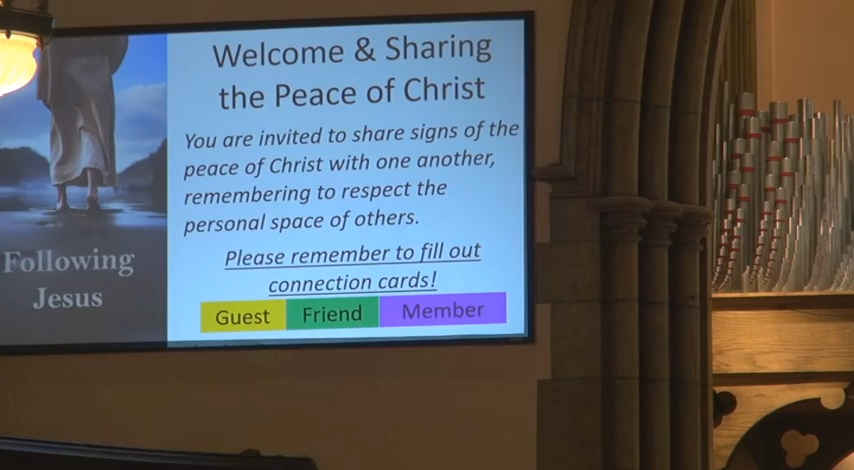 Following
Jesus
Welcome & Sharing
the Peace of Christ
You are invited to share signs of the
peace of Christ with one another,
remembering to respect the
personal space of others.
Please remember to fill out
connection cards!
Guest Friend Member